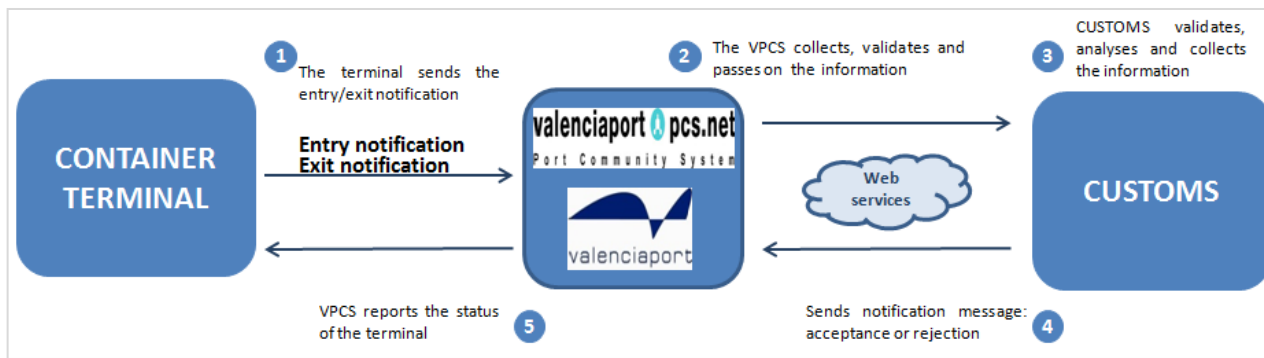 1
The terminal sends the
entry/exit notification
Entry notification
Exit notification
CONTAINER
TERMINAL
2
The VPCS collects, validates and
passes on the information
valenciaport pcs.net
Port Community System
valenciaport
3
CUSTOMS validates,
analyses and collects
the information
Web
services
CUSTOMS
Sends notification message:
acceptance or rejection
4
VPCS reports the status
of the terminal
5